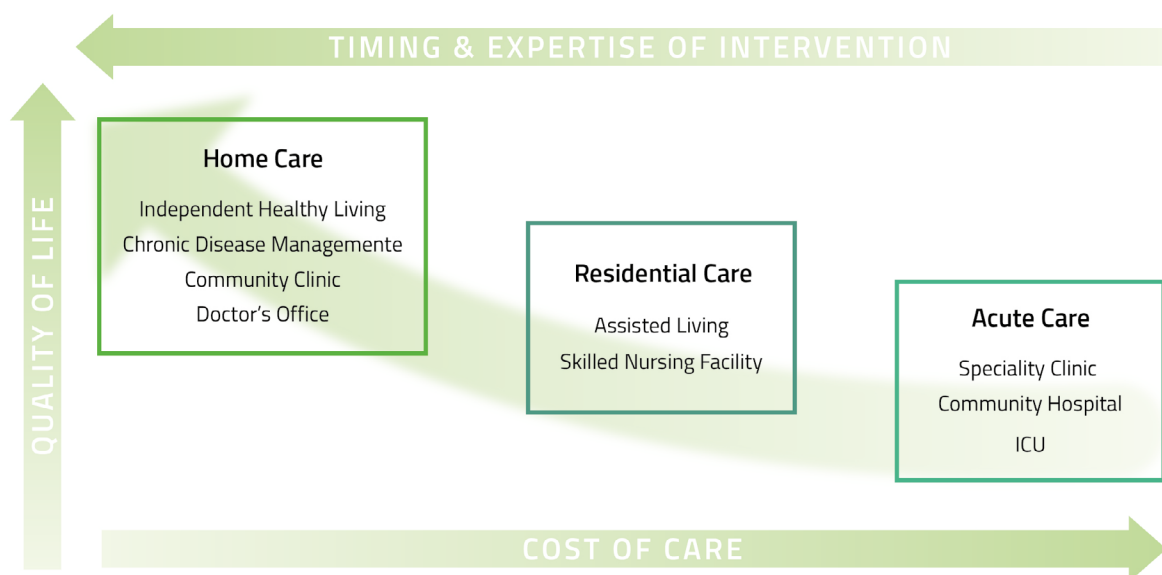 TIMING & EXPERTISE OF INTERVENTION
QUALITY OF LIFE
Home Care
Independent Healthy Living
Chronic Disease Managemente
Community Clinic
Doctor’s Office
Residential Care
Assisted Living
Skilled Nursing Facility
Acute Care
Speciality Clinic
Community Hospital
ICU
COST OF CARE